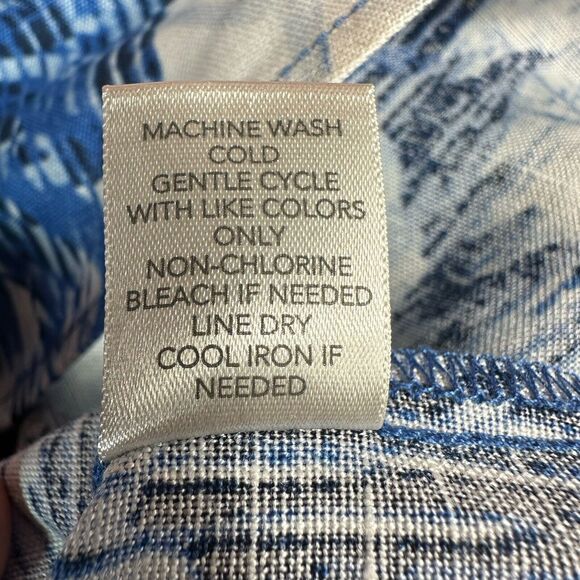 MACHINE WASH
COLD
GENTLE CYCLE
WITH LIKE COLORS
ONLY
NON-CHLORINE
BLEACH IF NEEDED
LINE DRY
COOL IRON IF
NEEDED